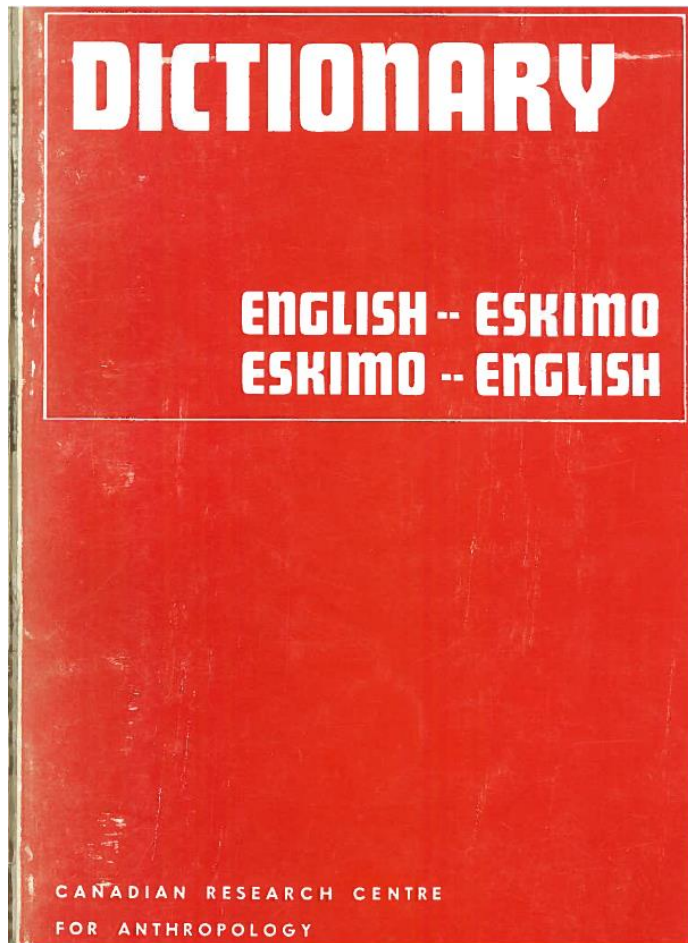 DICTIONARY
ENGLISH -- ESKIMO
ESKIMO -- ENGLISH
CANADIAN RESEARCH CENTRE
FOR ANTHROPOLOGY